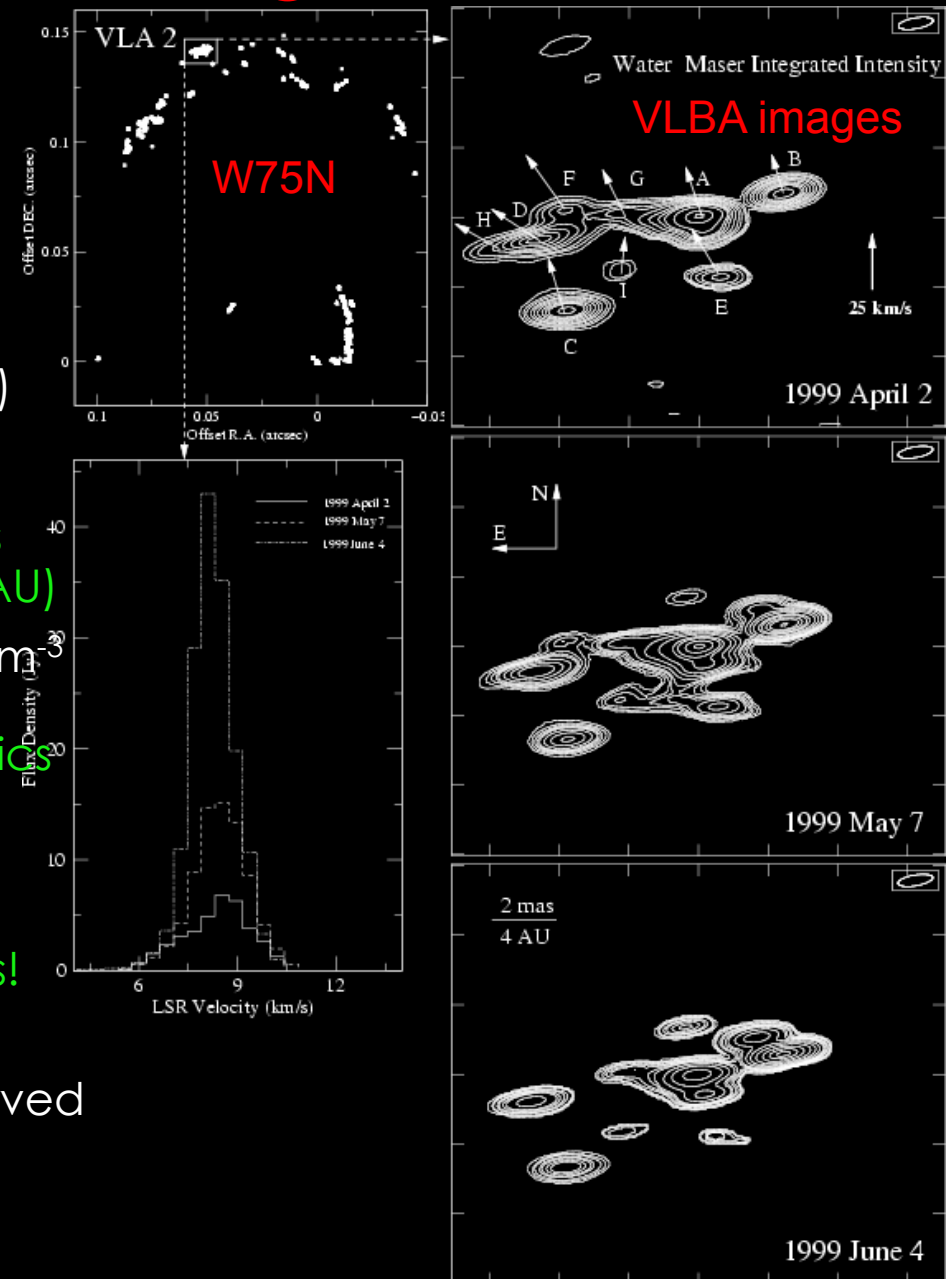 VLA 2
W75N
0.15
0.1
0.05
0
Offset DEC. (arcsec)
0.1
0.05
0
−0.05
Offset R.A. (arcsec)
Water Maser Integrated Intensity
VLBA images
B
F
G
A
D
H
I
E
C
25 km/s
1999 April 2
)
AU)
m-3
ics
s!
ved
1999 April 2
1999 May 7
1999 June 4
40
30
20
10
0
Flux Density (Jy)
6
9
12
LSR Velocity (km/s)
N
E
1999 May 7
2 mas
4 AU
1999 June 4